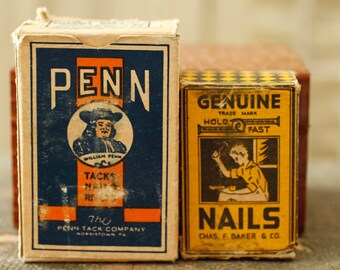 PENN
WILLIAM PENN
TACKS
NAILS
The
PENN TACK COMPANY
NORRISTOWN, PA.
GENUINE
TRADE MARK
HOLD FAST
NAILS
CHAS. F. BAKER & CO.